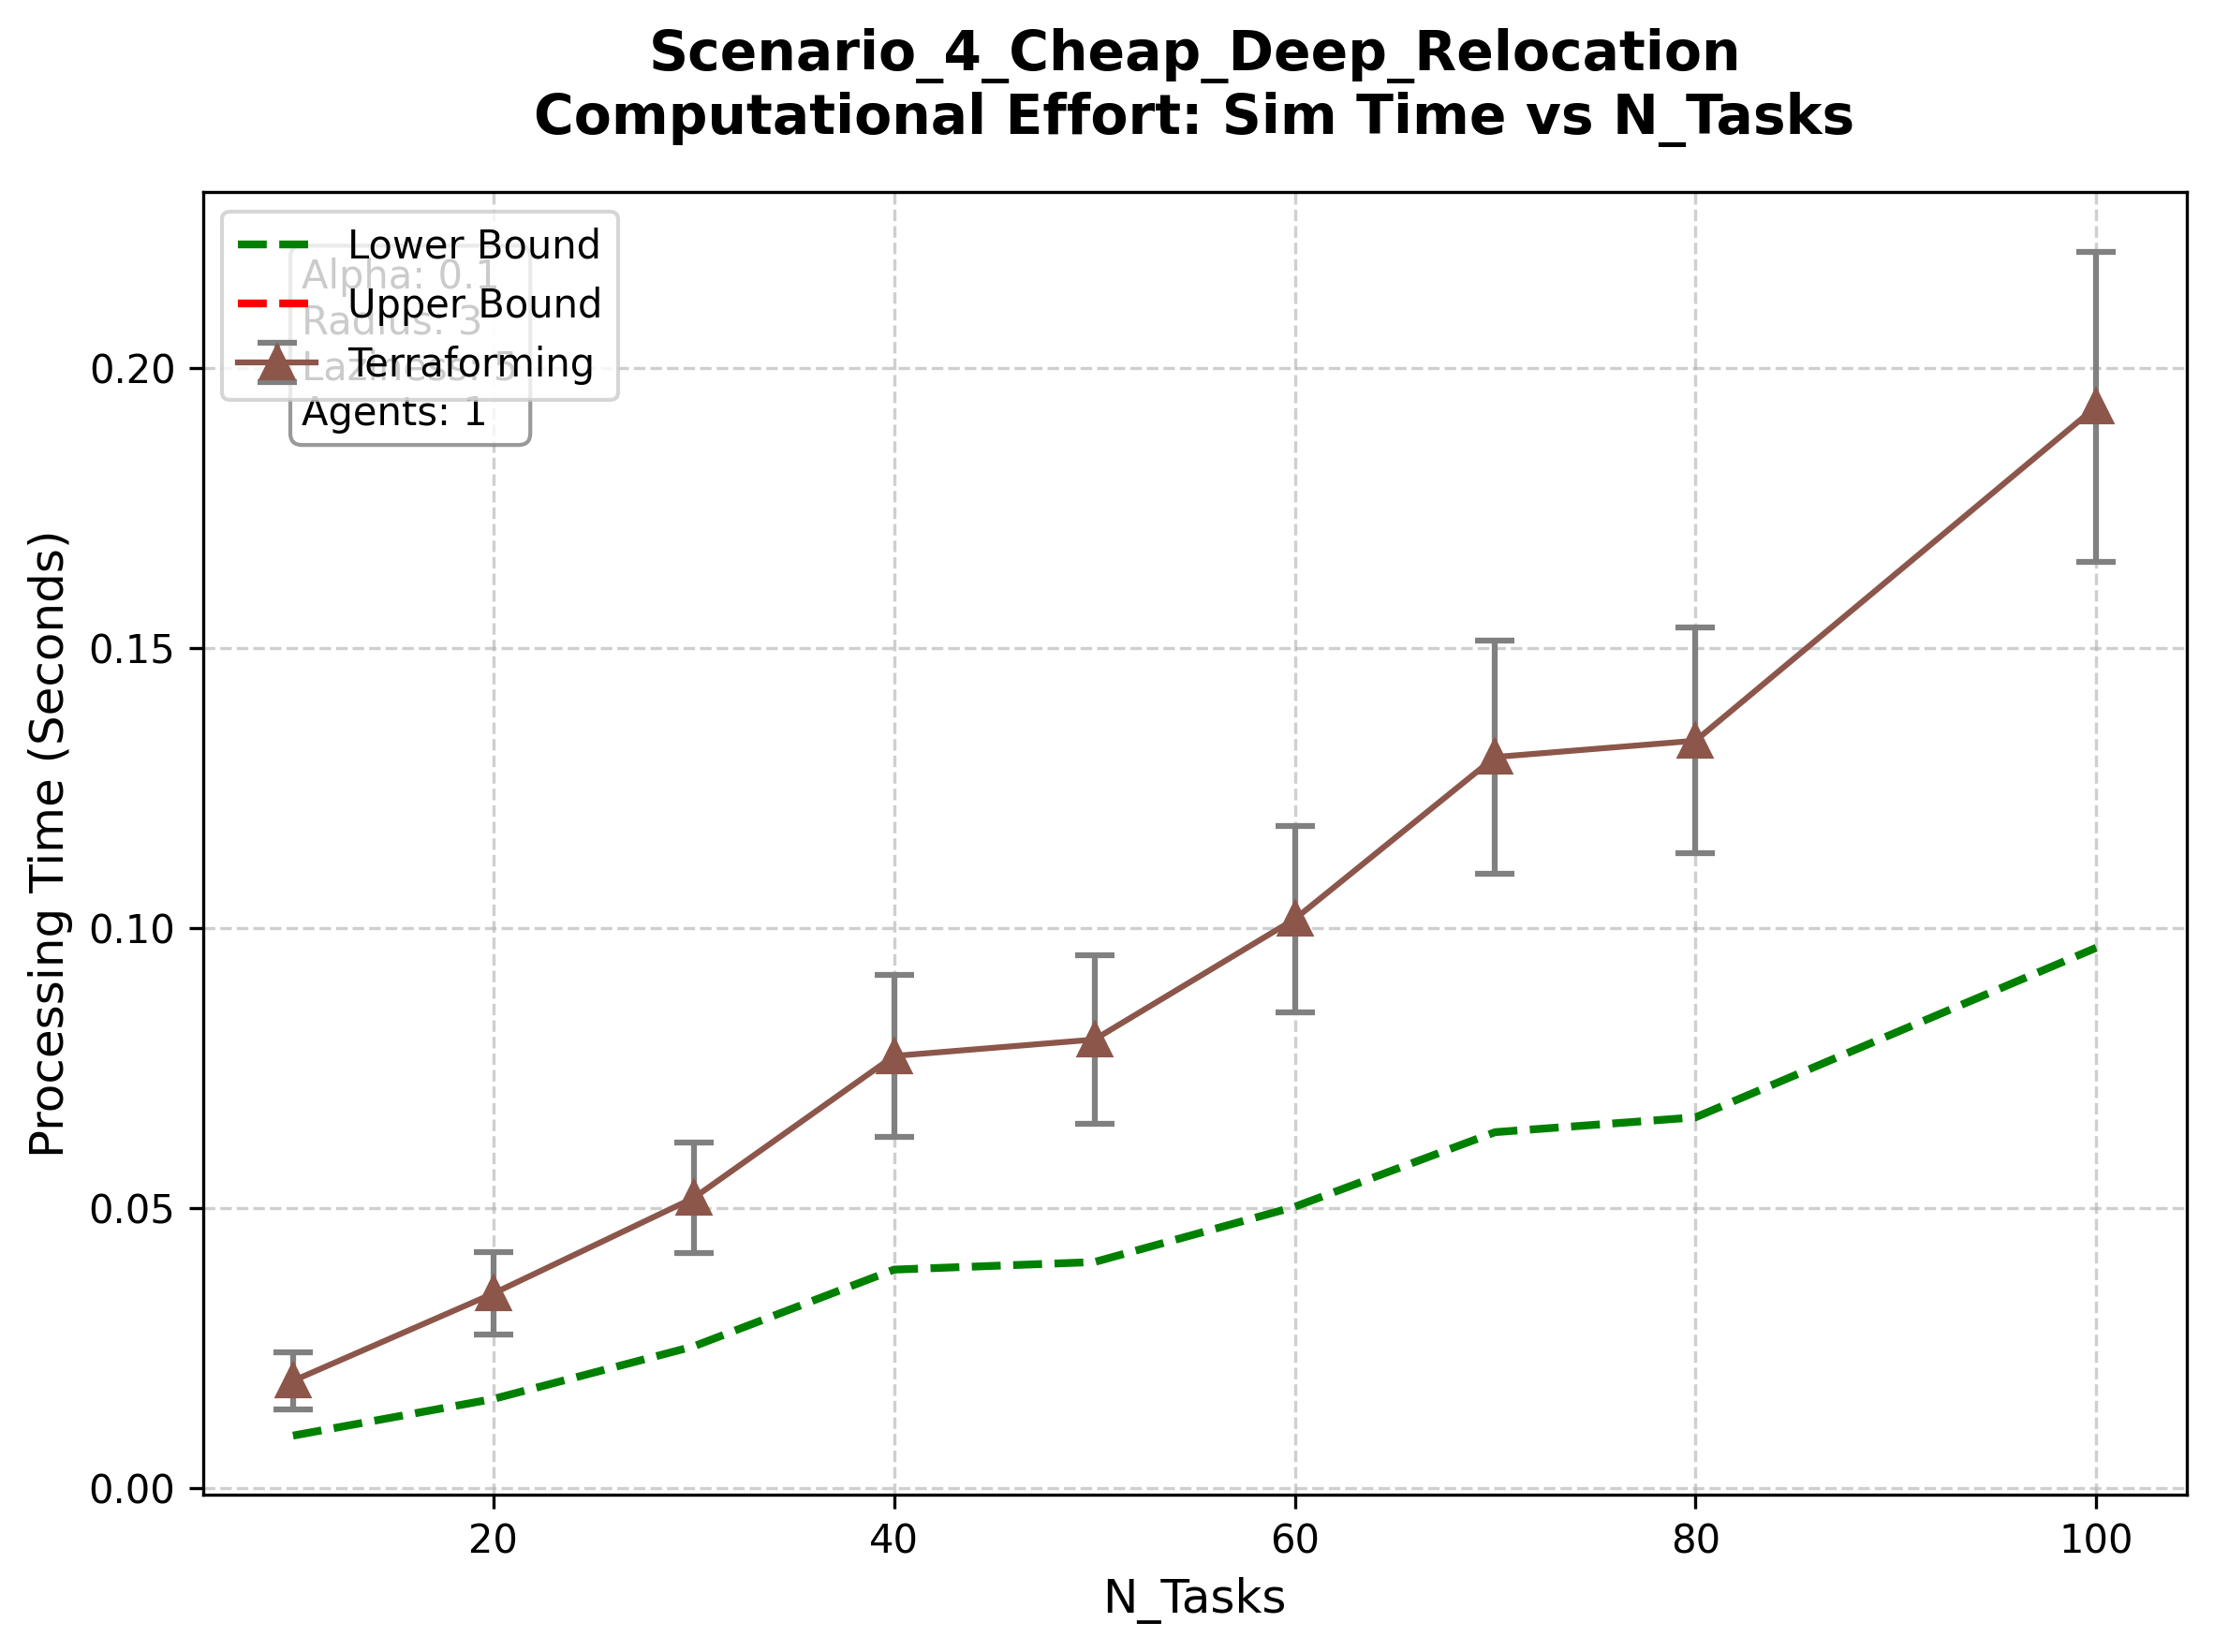 Scenario_4_Cheap_Deep_Relocation
Computational Effort: Sim Time vs N_Tasks
Lower Bound
Upper Bound
Terraforming
Alpha: 0.1
Radius: 3
Laziness: 5
Agents: 1
Processing Time (Seconds)
0.20
0.15
0.10
0.05
0.00
20
40
60
80
100
N_Tasks